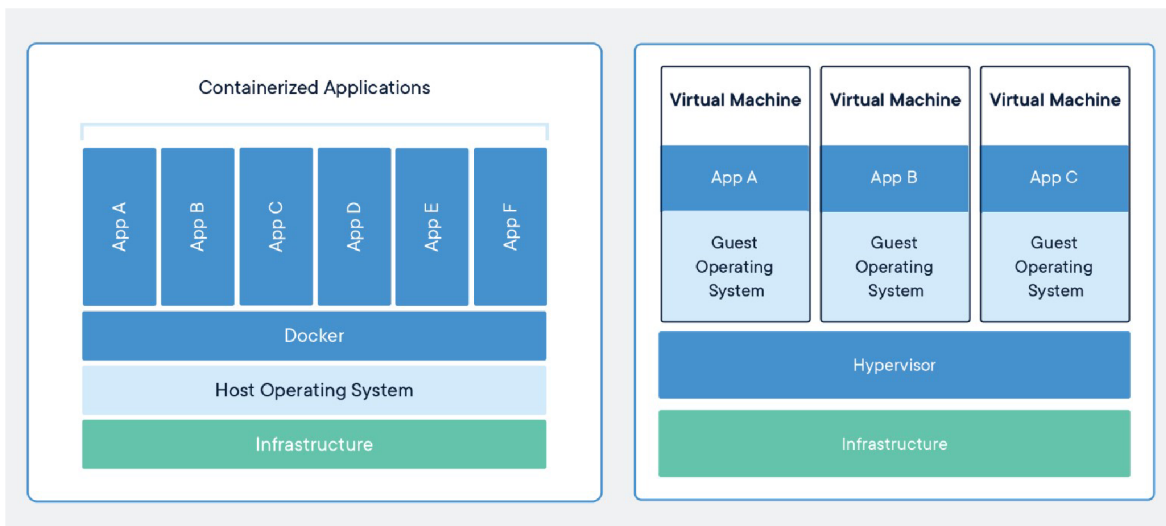 Containerized Applications
App A
App B
App C
App D
App E
App F
Docker
Host Operating System
Infrastructure
Virtual Machine
App A
Guest
Operating
System
Virtual Machine
App B
Guest
Operating
System
Virtual Machine
App C
Guest
Operating
System
Hypervisor
Infrastructure